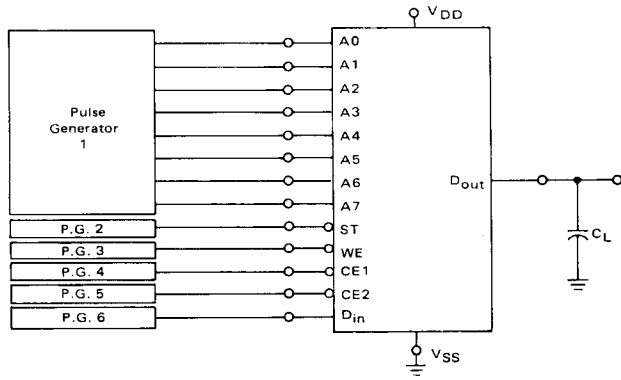 V DD
A0
A1
A2
A3
Pulse
Generator
1
A4
A5
A6
A7
Dout
CL
P.G. 2
ST
P.G. 3
WE
P.G. 4
CE1
P.G. 5
CE2
P.G. 6
Din
VSS